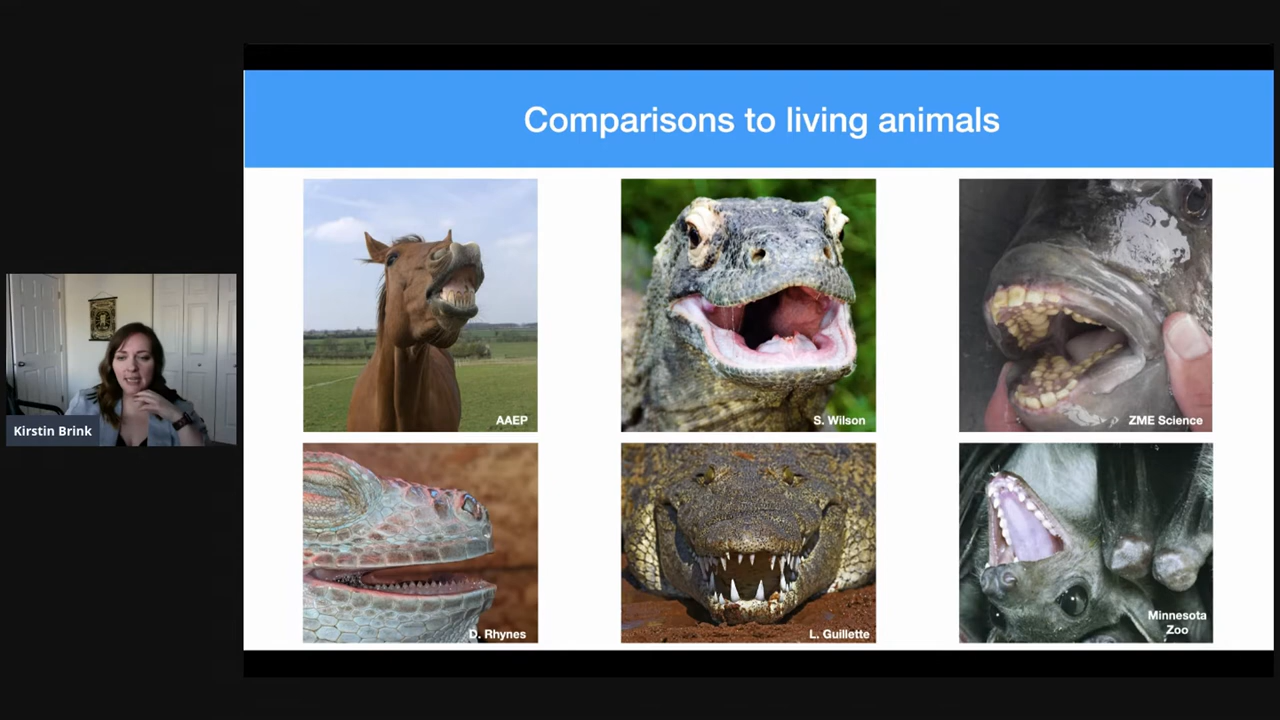 Comparisons to living animals
AAEP
S. Wilson
ZME Science
Kirstin Brink
D. Rhynes
L. Guillette
Minnesota
Zoo